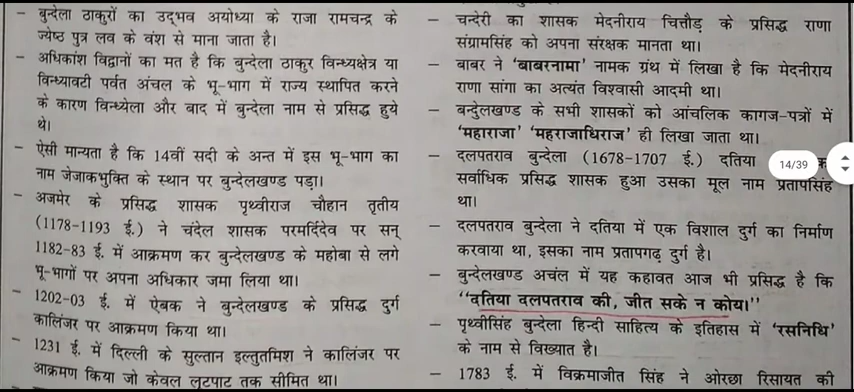 – बुन्देला ठाकुरों का उद्भव अयोध्या के राजा रामचन्द्र के
ज्येष्ठ पुत्र लव के वंश से माना जाता है।
– अधिकांश विद्वानों का मत है कि बुन्देला ठाकुर विन्ध्यक्षेत्र या
विन्ध्यावटी पर्वत अंचल के भू-भाग में राज्य स्थापित करने
के कारण विन्ध्येला और बाद में बुन्देला नाम से प्रसिद्ध हुये
थे।
– ऐसी मान्यता है कि 14वीं सदी के अन्त में इस भू-भाग का
नाम जेजाकभुक्ति के स्थान पर बुन्देलखण्ड पड़ा।
– अजमेर के प्रसिद्ध शासक पृथ्वीराज चौहान तृतीय
(1178-1193 ई.) ने चंदेल शासक परमर्दिदेव पर सन्
1182-83 ई. में आक्रमण कर बुन्देलखण्ड के महोबा से लगे
भू-भागों पर अपना अधिकार जमा लिया था।
– 1202-03 ई. में ऐबक ने बुन्देलखण्ड के प्रसिद्ध दुर्ग
कालिंजर पर आक्रमण किया था।
– 1231 ई. में दिल्ली के सुल्तान इल्तुतमिश ने कालिंजर पर
आक्रमण किया जो केवल लूटपाट तक सीमित था।
– चन्देरी का शासक मेदनीराय चित्तौड़ के प्रसिद्ध राणा
संग्रामसिंह को अपना संरक्षक मानता था।
– बाबर ने 'बाबरनामा' नामक ग्रंथ में लिखा है कि मेदनीराय
राणा सांगा का अत्यंत विश्वासी आदमी था।
– बन्देुलखण्ड के सभी शासकों को आंचलिक कागज-पत्रों में
'महाराजा' 'महराजाधिराज' ही लिखा जाता था।
– दलपतराव बुन्देला (1678-1707 ई.) दतिया
14/39
सर्वाधिक प्रसिद्ध शासक हुआ उसका मूल नाम प्रतापसिंह
था।
– दलपतराव बुन्देला ने दतिया में एक विशाल दुर्ग का निर्माण
करवाया था, इसका नाम प्रतापगढ़ दुर्ग है।
– बुन्देलखण्ड अचंल में यह कहावत आज भी प्रसिद्ध है कि
"दतिया दलपतराव की, जीत सके न कोय।"
– पृथ्वीसिंह बुन्देला हिन्दी साहित्य के इतिहास में 'रसनिधि'
के नाम से विख्यात है।
– 1783 ई. में विक्रमाजीत सिंह ने ओरछा रिसायत की